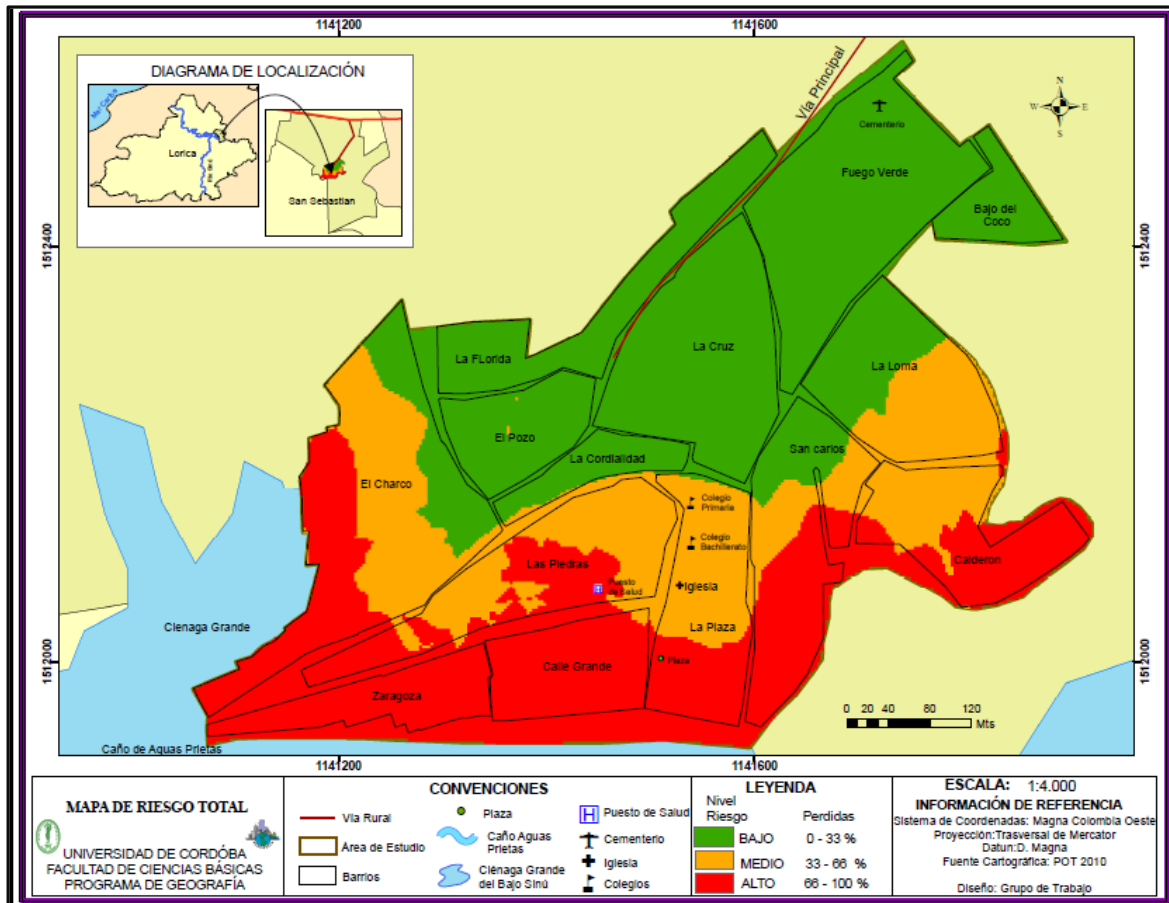 1141200
1141600
DIAGRAMA DE LOCALIZACIÓN
Mar Caribe
Lorica
Rio Sinú
San Sebastian
Vía Principal
N
W
E
S
Cementerio
Fuego Verde
Bajo del
Coco
1512400
1512400
La FLorida
La Cruz
La Loma
El Pozo
La Cordialidad
San carlos
El Charco
Colegio
Primaria
Colegio
Bachillerato
Las Piedras
Puesto
de Salud
Iglesia
Calderon
Cienaga Grande
La Plaza
Plaza
Calle Grande
Zaragoza
1512000
1512000
0 20 40 80 120
Mts
Caño de Aguas Prietas
1141200
1141600
MAPA DE RIESGO TOTAL
UNIVERSIDAD DE CORDÓBA
FACULTAD DE CIENCIAS BÁSICAS
PROGRAMA DE GEOGRAFÍA
CONVENCIONES
Vía Rural
Área de Estudio
Barrios
Plaza
Caño Aguas
Prietas
Ciénaga Grande
del Bajo Sinú
H Puesto de Salud
Cementerio
Iglesia
Colegios
LEYENDA
Nivel
Riesgo Perdidas
BAJO 0 - 33 %
MEDIO 33 - 66 %
ALTO 66 - 100 %
ESCALA: 1:4.000
INFORMACIÓN DE REFERENCIA
Sistema de Coordenadas: Magna Colombia Oeste
Proyección:Trasversal de Mercator
Datun:D. Magna
Fuente Cartográfica: POT 2010
Diseño: Grupo de Trabajo